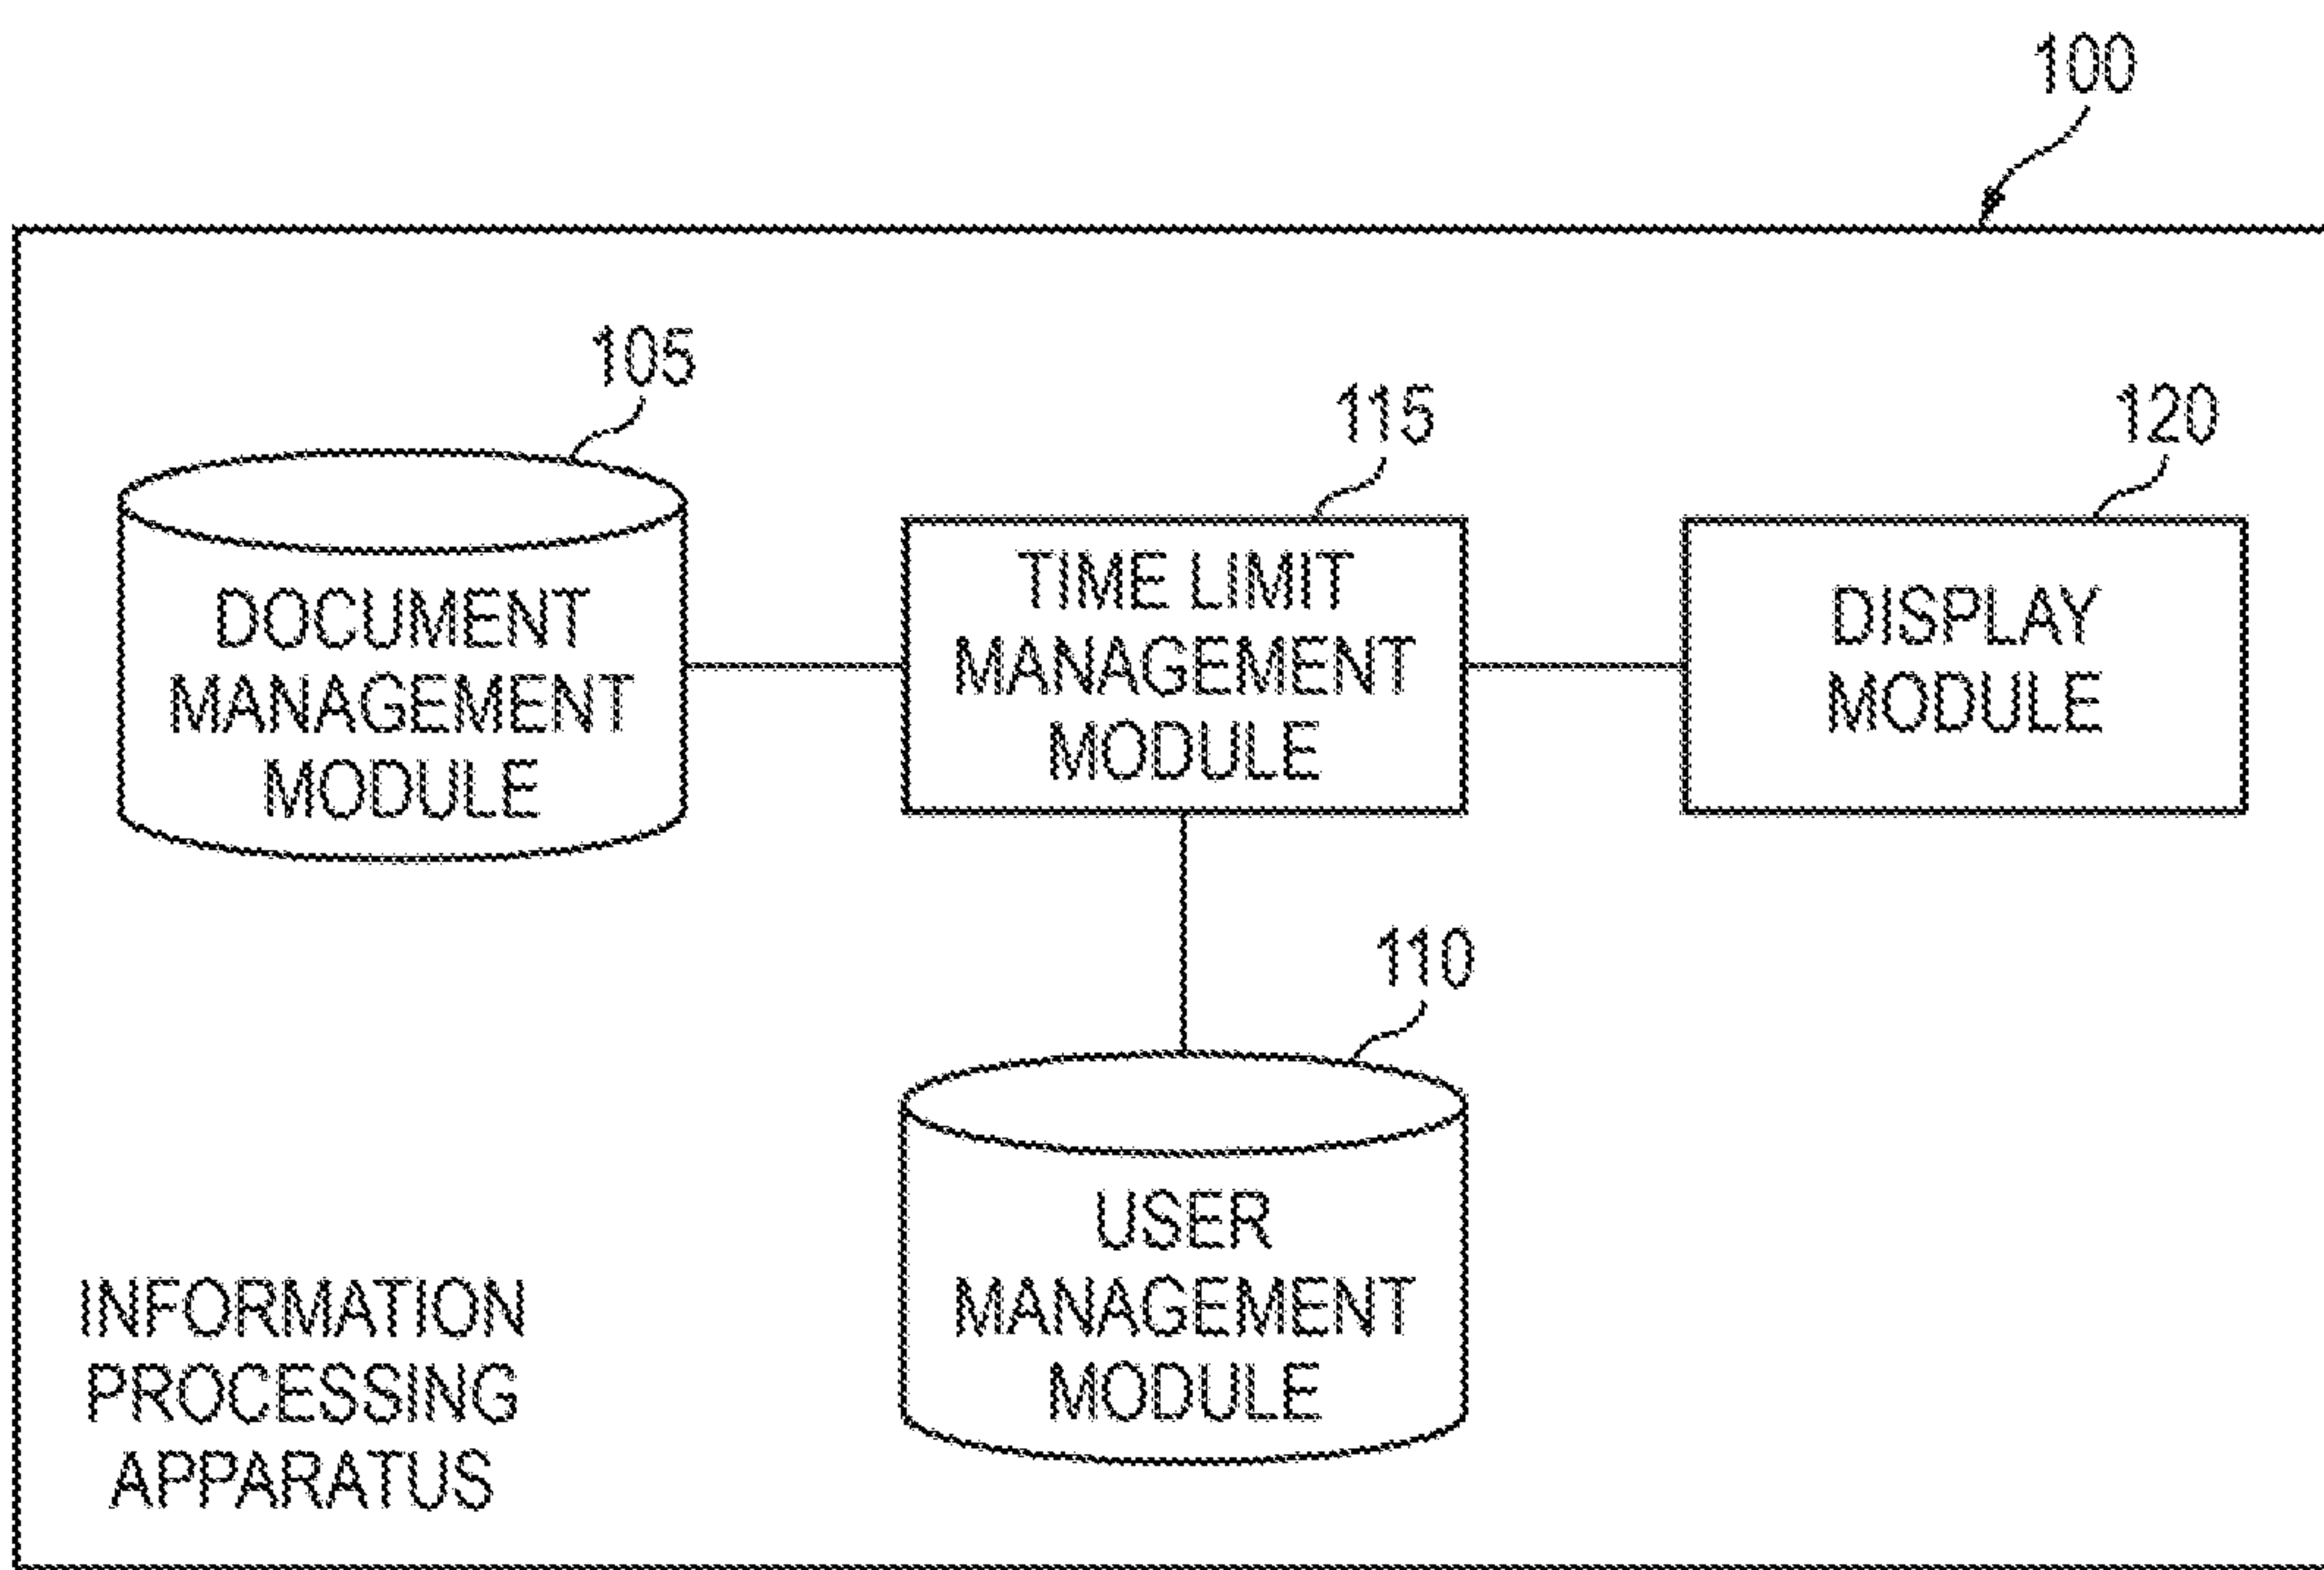 100
105
DOCUMENT
MANAGEMENT
MODULE
115
TIME LIMIT
MANAGEMENT
MODULE
120
DISPLAY
MODULE
110
USER
MANAGEMENT
MODULE
INFORMATION
PROCESSING
APPARATUS